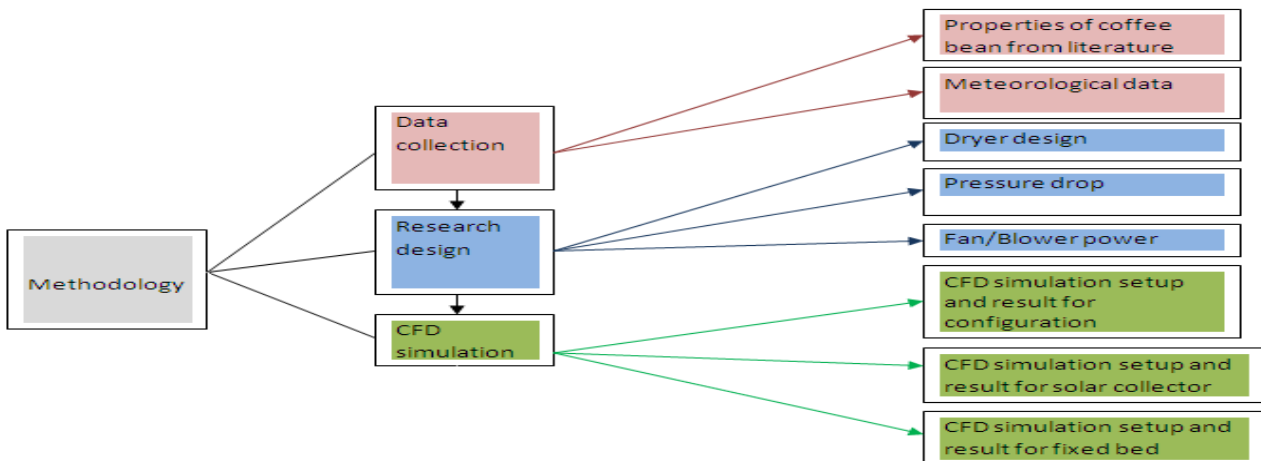 Methodology
Data
collection
Research
design
CFD
simulation
Properties of coffee
bean from literature
Meteorological data
Dryer design
Pressure drop
Fan/Blower power
CFD simulation setup
and result for
configuration
CFD simulation setup and
result for solar collector
CFD simulation setup and
result for fixed bed